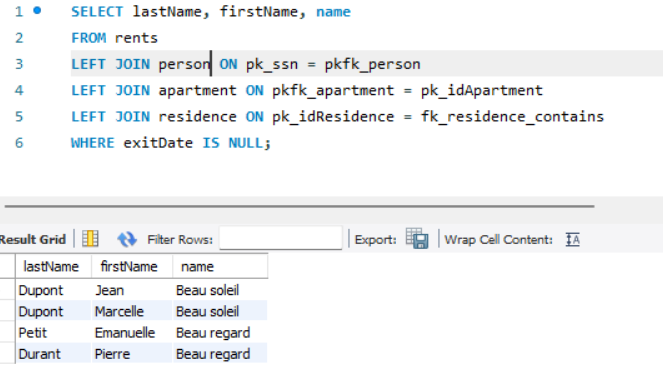 1 SELECT lastName, firstName, name
2 FROM rents
3 LEFT JOIN person ON pk_ssn = pkfk_person
4 LEFT JOIN apartment ON pkfk_apartment = pk_idApartment
5 LEFT JOIN residence ON pk_idResidence = fk_residence_contains
6 WHERE exitDate IS NULL;
Result Grid Filter Rows: Export: Wrap Cell Content: IA
lastName firstName name
Dupont Jean Beau soleil
Dupont Marcelle Beau soleil
Petit Emanuelle Beau regard
Durant Pierre Beau regard